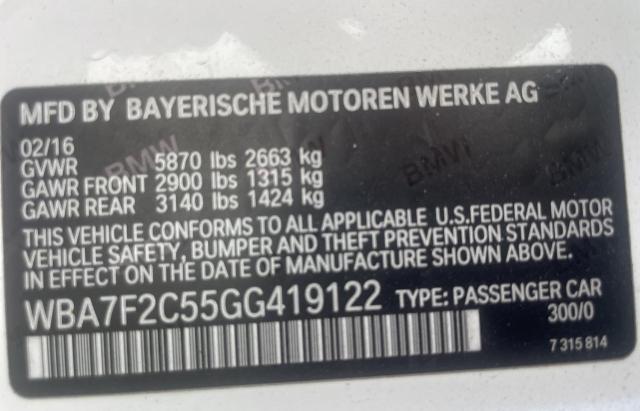 MFD BY BAYERISCHE MOTOREN WERKE AG
02/16
GVWR 5870 lbs 2663 kg
GAWR FRONT 2900 lbs 1315 kg
GAWR REAR 3140 lbs 1424 kg
THIS VEHICLE CONFORMS TO ALL APPLICABLE U.S.FEDERAL MOTOR
VEHICLE SAFETY, BUMPER AND THEFT PREVENTION STANDARDS
IN EFFECT ON THE DATE OF MANUFACTURE SHOWN ABOVE.
WBA7F2C55GG419122 TYPE: PASSENGER CAR
300/0
7 315 814
BMW
BMW